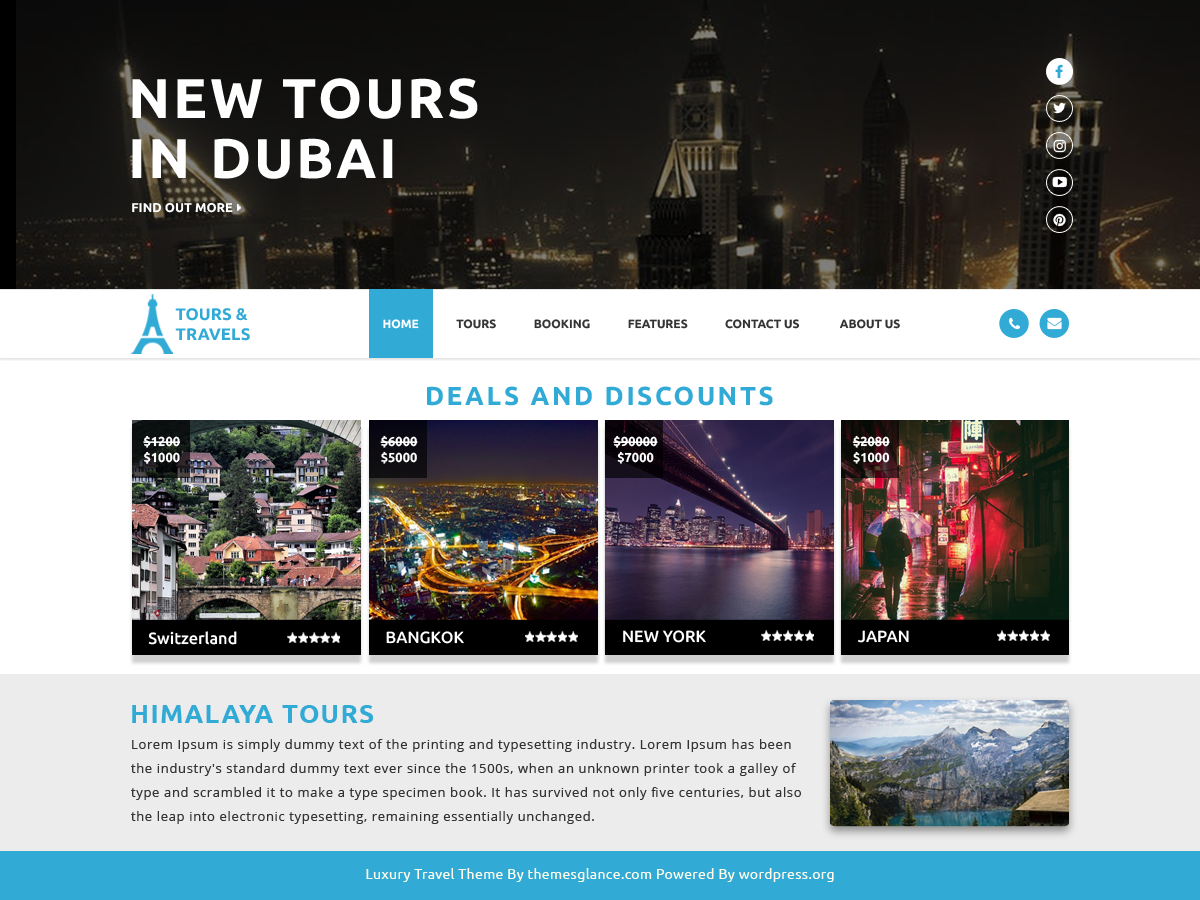 NEW TOURS
IN DUBAI
FIND OUT MORE
TOURS &
TRAVELS
HOME TOURS BOOKING FEATURES CONTACT US ABOUT US
DEALS AND DISCOUNTS
$1200
$1000
Switzerland
$6000
$5000
BANGKOK
$90000
$7000
NEW YORK
$2080
$1000
陣
JAPAN
HIMALAYA TOURS
Lorem Ipsum is simply dummy text of the printing and typesetting industry. Lorem Ipsum has been
the industry's standard dummy text ever since the 1500s, when an unknown printer took a galley of
type and scrambled it to make a type specimen book. It has survived not only five centuries, but also
the leap into electronic typesetting, remaining essentially unchanged.
Luxury Travel Theme By themesglance.com Powered By wordpress.org